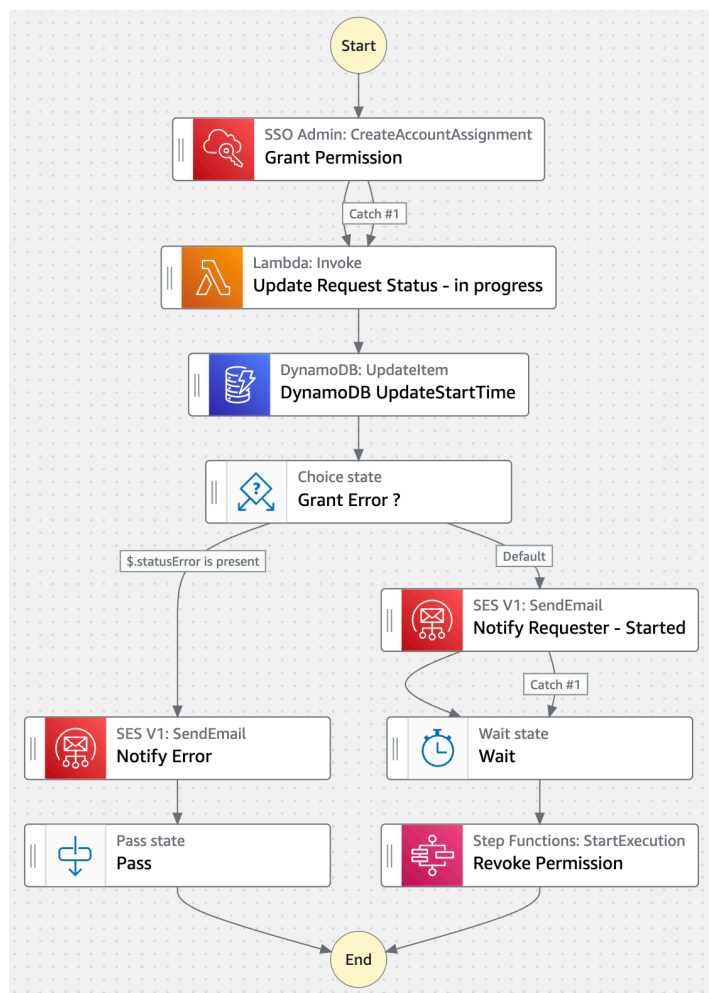 Start
SSO Admin: CreateAccountAssignment
Grant Permission
Catch #1
Lambda: Invoke
Update Request Status - in progress
DynamoDB: UpdateItem
DynamoDB UpdateStartTime
Choice state
Grant Error ?
$.statusError is present
Default
SES V1: SendEmail
Notify Requester - Started
Catch #1
SES V1: SendEmail
Notify Error
Wait state
Wait
Pass state
Pass
Step Functions: StartExecution
Revoke Permission
End